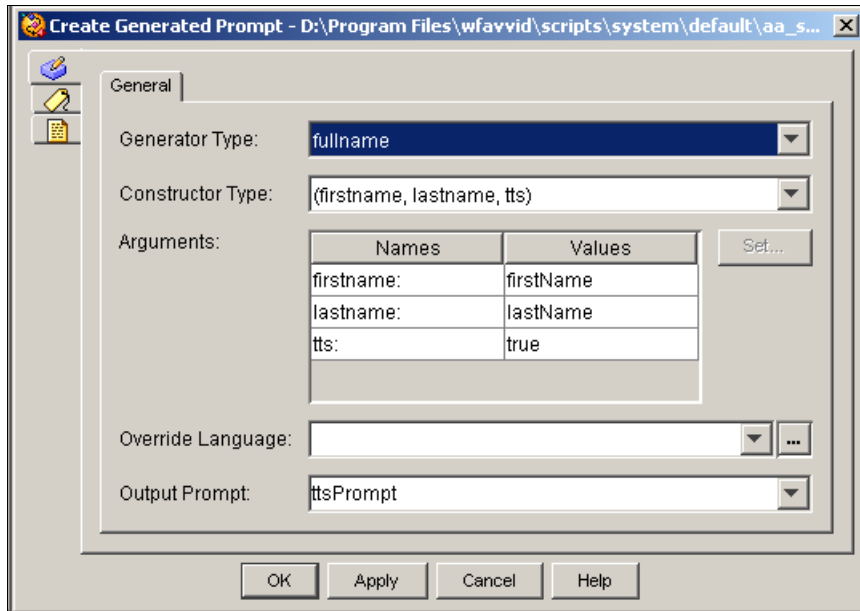 Create Generated Prompt - D:\Program Files\wfavvid\scripts\system\default\aa_s...
General
Generator Type: fullname
Constructor Type: (firstname, lastname, tts)
Arguments: Names Values Set...
firstname: firstName
lastname: lastName
tts: true
Override Language: ...
Output Prompt: ttsPrompt
OK Apply Cancel Help